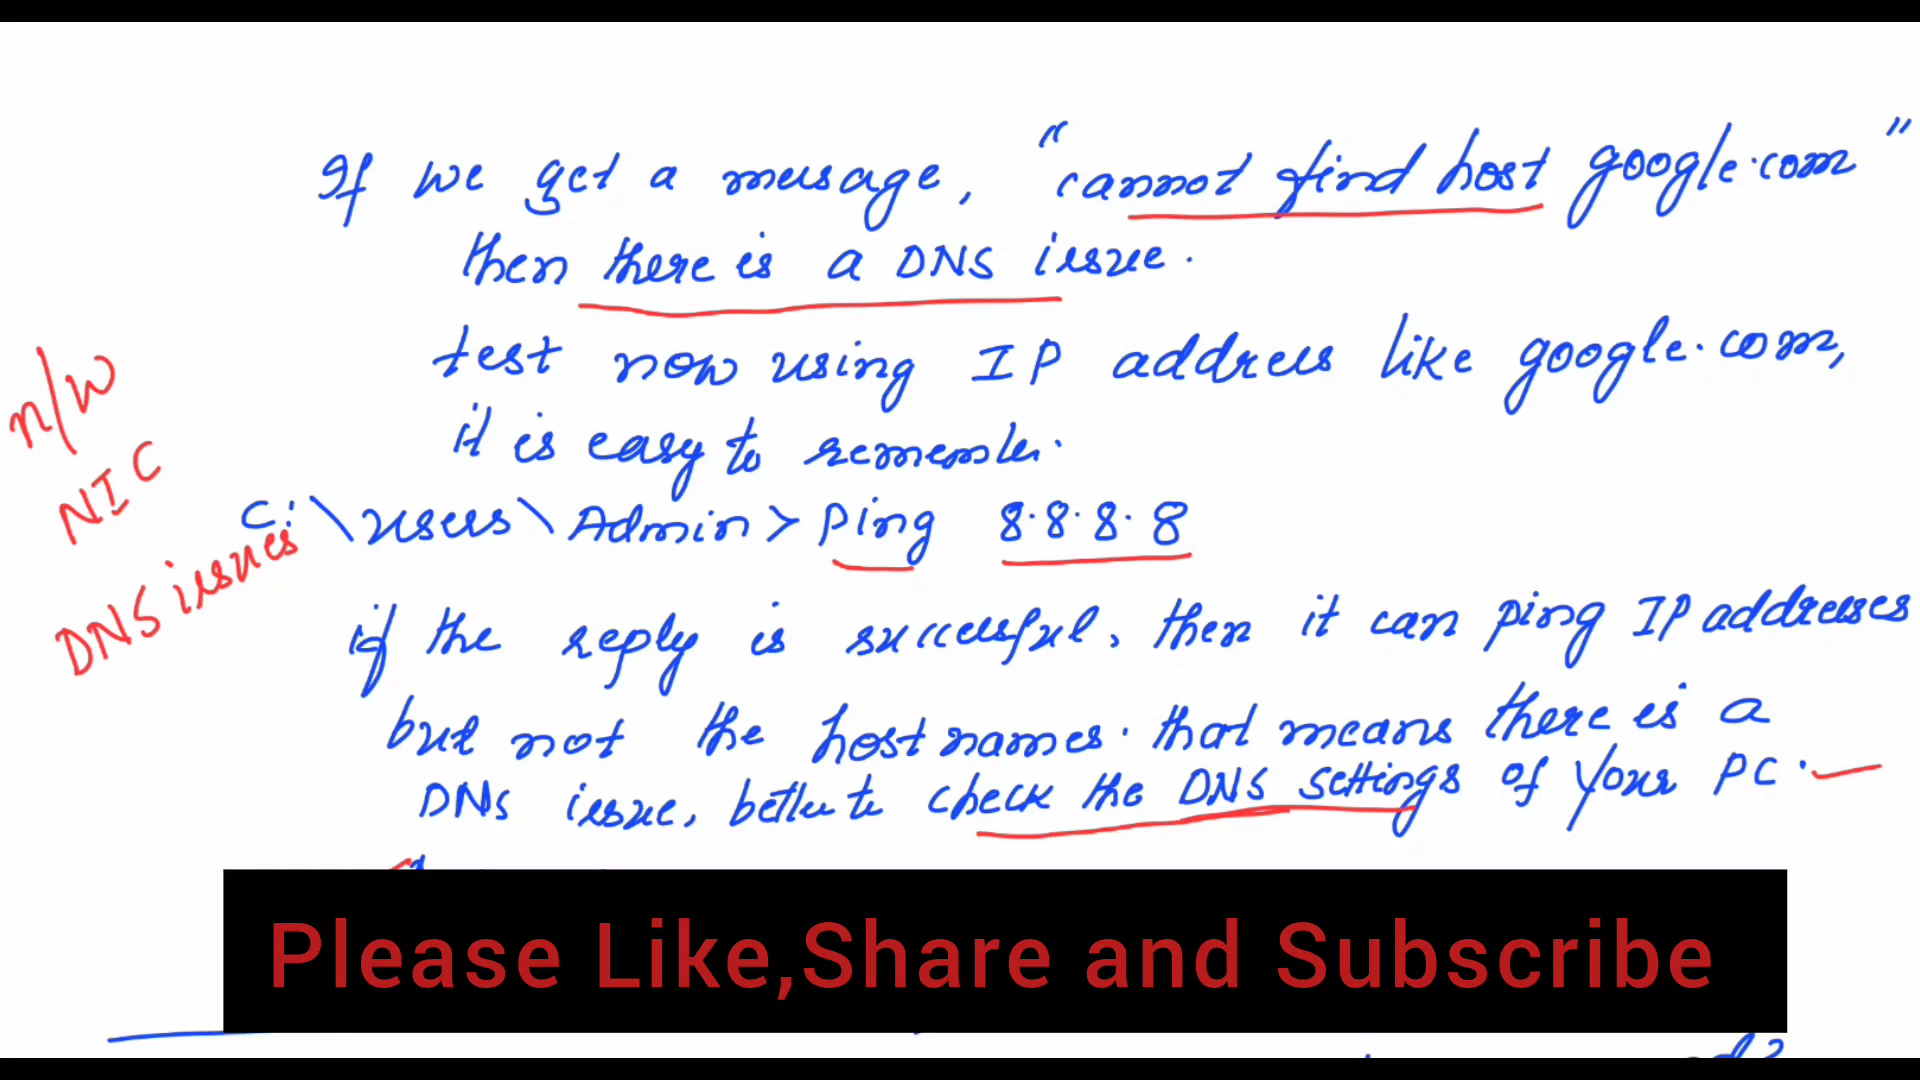 If we get a message, "cannot find host google.com"
then there is a DNS issue.
test now using IP address like google.com,
it is easy to remember.
n/w
NIC
DNS issues
C:\users\Admin> Ping 8.8.8.8
if the reply is successful, then it can ping IP addresses
but not the host names. that means there is a
DNS issue, better to check the DNS settings of your PC.
Please Like,Share and Subscribe